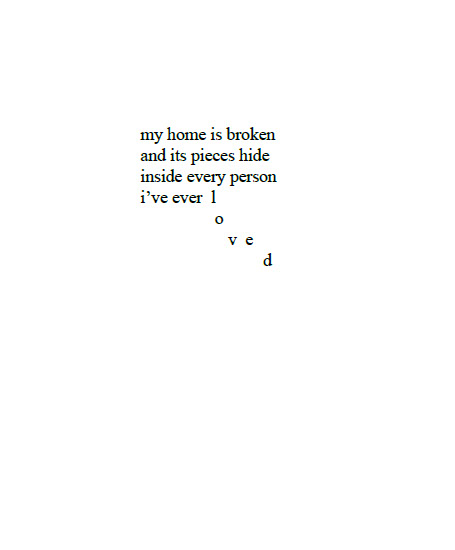 my home is broken
and its pieces hide
inside every person
i've ever l
o
v e
d